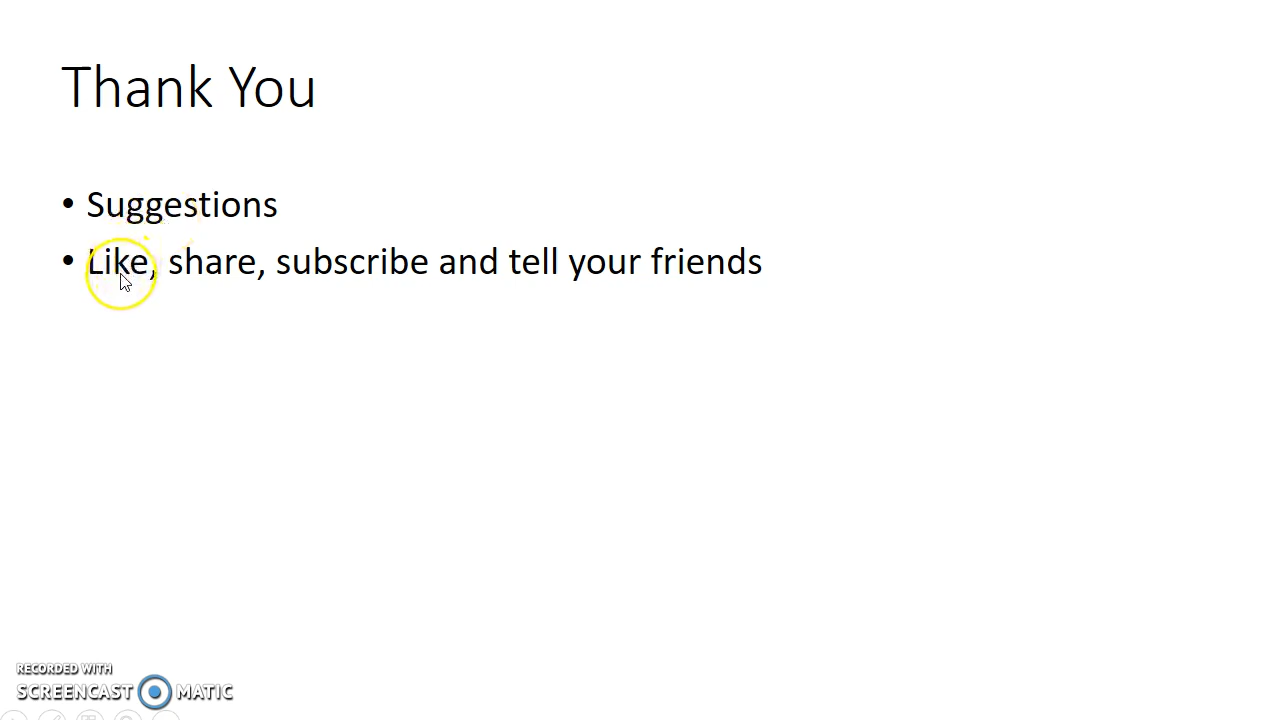 Thank You
• Suggestions
• Like, share, subscribe and tell your friends
RECORDED WITH
SCREENCAST MATIC